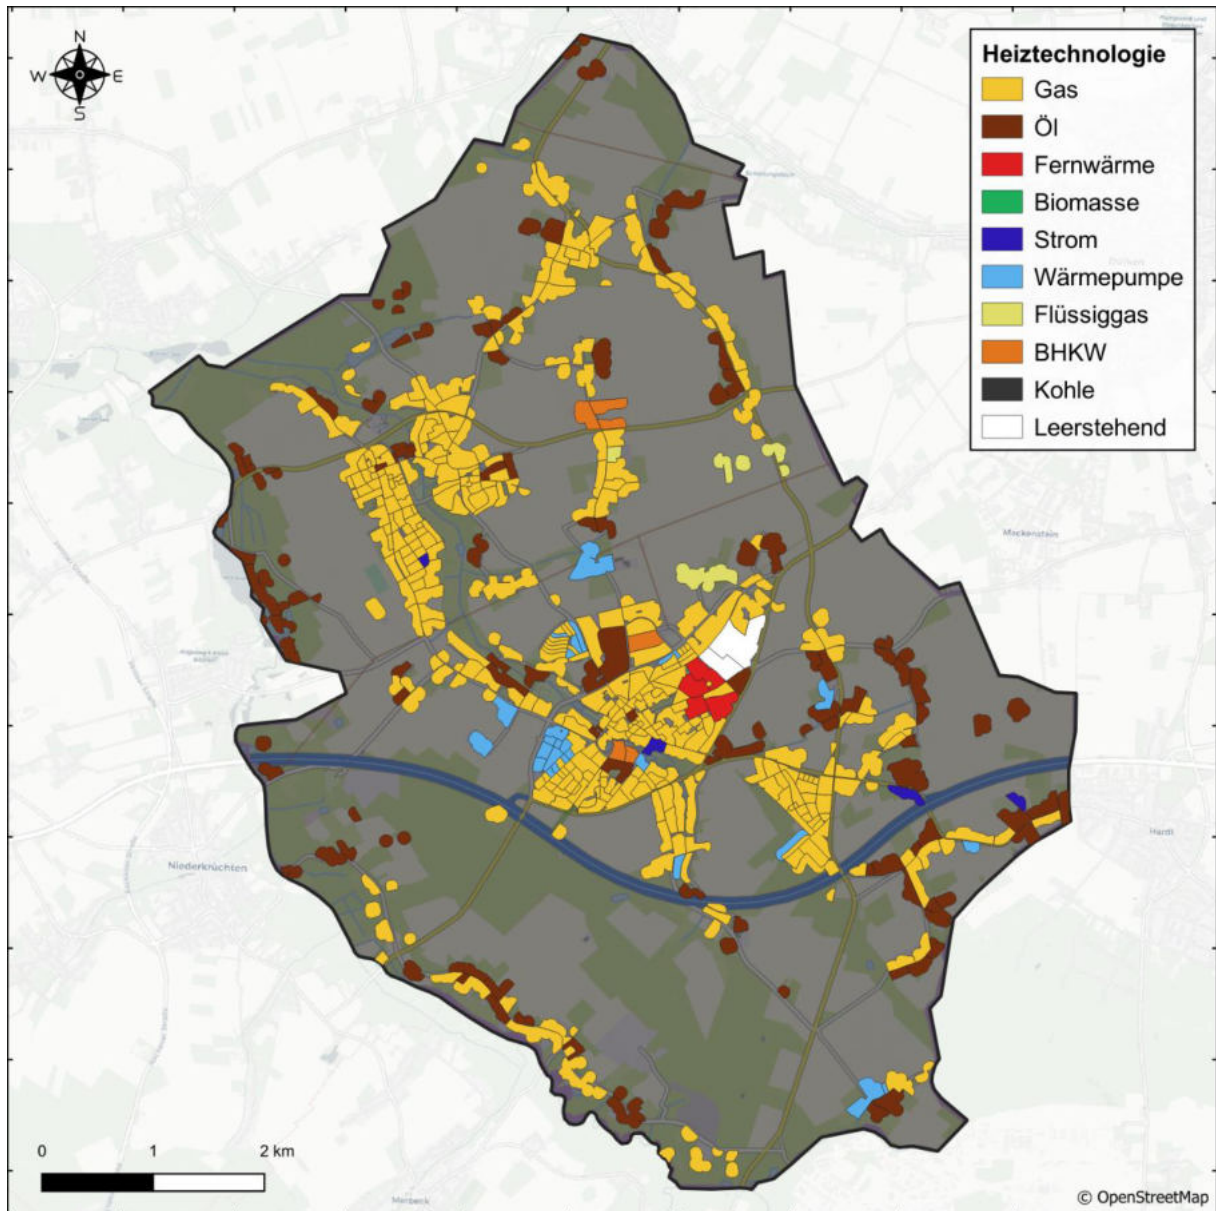 N
W E
S
Heiztechnologie
Gas
Öl
Fernwärme
Biomasse
Strom
Wärmepumpe
Flüssiggas
BHKW
Kohle
Leerstehend
Mackenstein
Niederkrüchten
Hardt
Merbeck
0 1 2 km
© OpenStreetMap